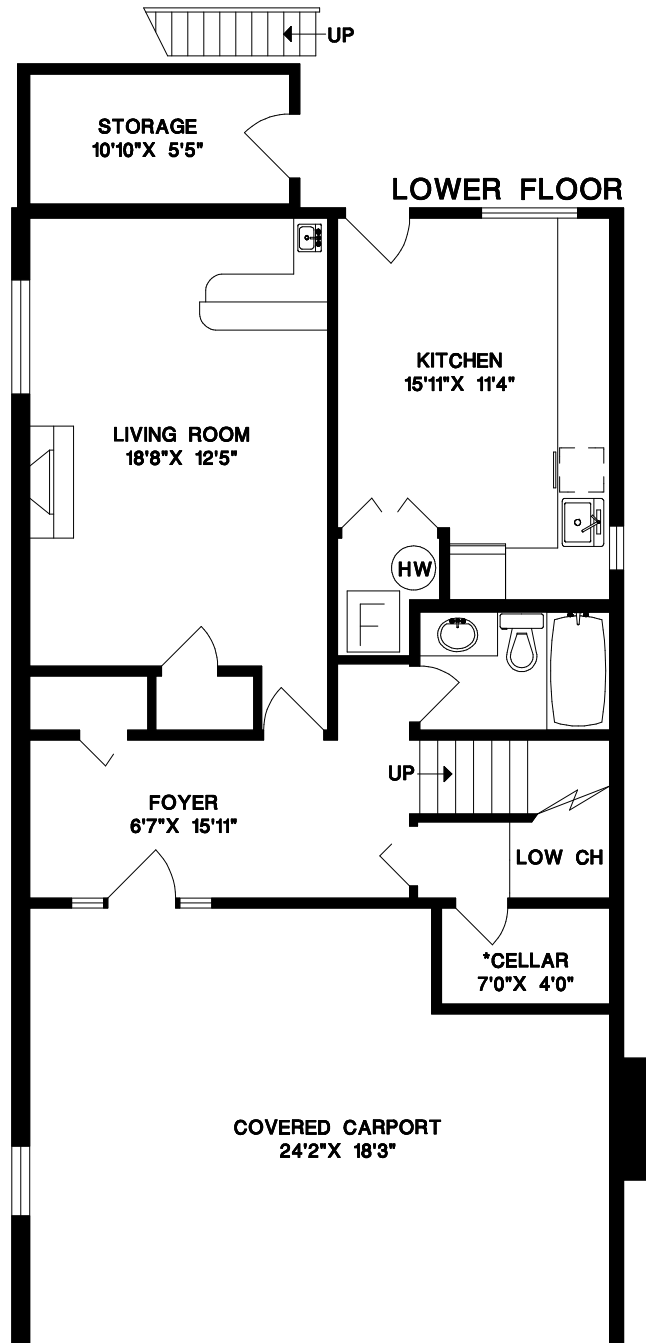 UP
STORAGE
10'10"X 5'5"
LOWER FLOOR
KITCHEN
15'11"X 11'4"
LIVING ROOM
18'8"X 12'5"
HW
F
UP
FOYER
6'7"X 15'11"
LOW CH
*CELLAR
7'0"X 4'0"
COVERED CARPORT
24'2"X 18'3"